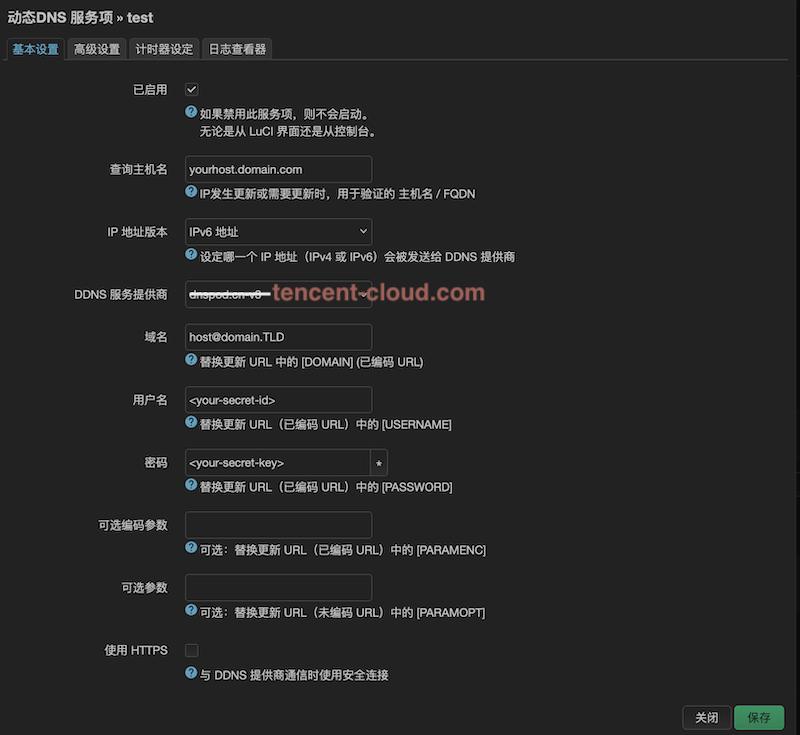 动态DNS 服务项 » test
基本设置 高级设置 计时器设定 日志查看器
已启用
如果禁用此服务项，则不会启动。
无论是从 LuCI 界面还是从控制台。
查询主机名 yourhost.domain.com
IP发生更新或需要更新时，用于验证的 主机名 / FQDN
IP 地址版本 IPv6 地址
设定哪一个 IP 地址（IPv4 或 IPv6）会被发送给 DDNS 提供商
DDNS 服务提供商 dnspod.cn-v3 tencent-cloud.com
域名 host@domain.TLD
替换更新 URL 中的 [DOMAIN] (已编码 URL)
用户名 <your-secret-id>
替换更新 URL（已编码 URL）中的 [USERNAME]
密码 <your-secret-key> *
替换更新 URL（已编码 URL）中的 [PASSWORD]
可选编码参数
可选：替换更新 URL（已编码 URL）中的 [PARAMENC]
可选参数
可选：替换更新 URL（未编码 URL）中的 [PARAMOPT]
使用 HTTPS
与 DDNS 提供商通信时使用安全连接
关闭 保存